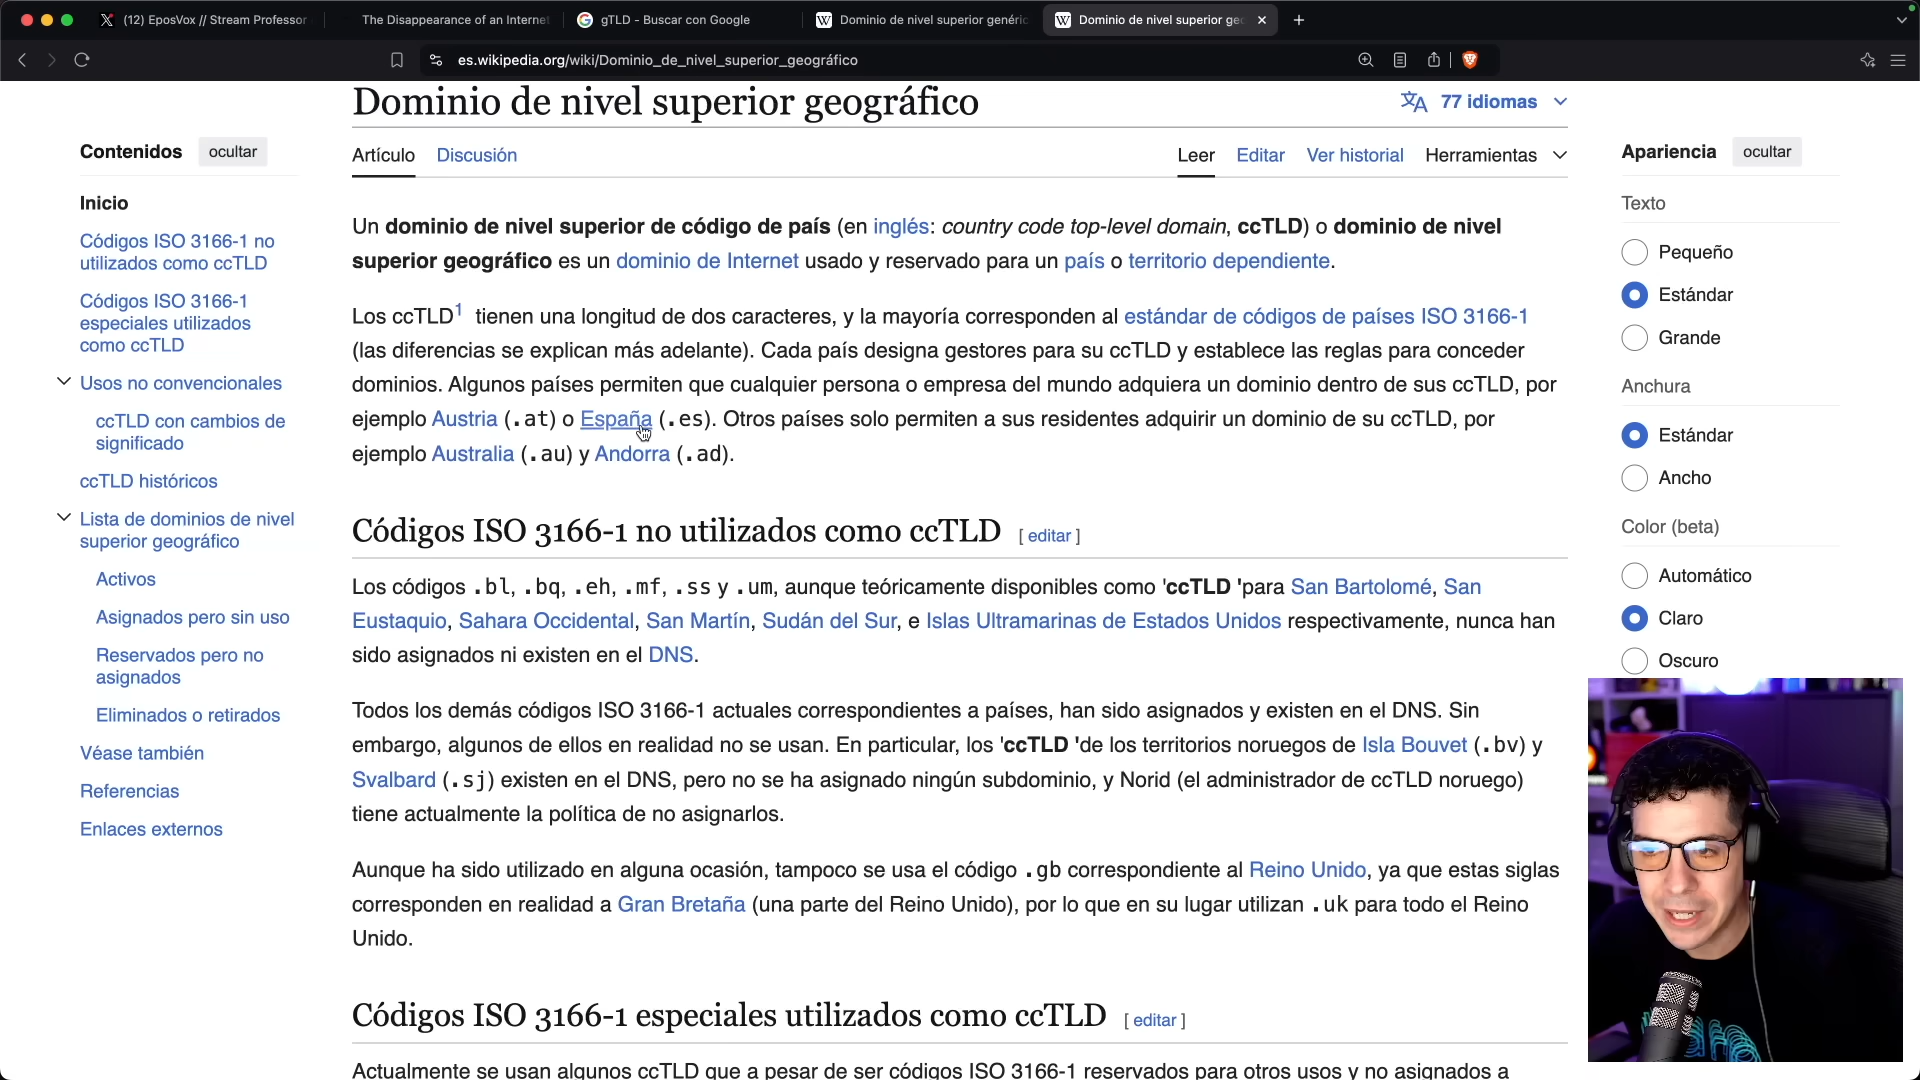 (12) EposVox // Stream Professor
The Disappearance of an Internet
gTLD - Buscar con Google
Dominio de nivel superior genéric
Dominio de nivel superior geo
es.wikipedia.org/wiki/Dominio_de_nivel_superior_geográfico
Dominio de nivel superior geográfico
77 idiomas
Artículo Discusión
Leer Editar Ver historial Herramientas
Contenidos ocultar
Inicio
Códigos ISO 3166-1 no
utilizados como ccTLD
Códigos ISO 3166-1
especiales utilizados
como ccTLD
Usos no convencionales
ccTLD con cambios de
significado
ccTLD históricos
Lista de dominios de nivel
superior geográfico
Activos
Asignados pero sin uso
Reservados pero no
asignados
Eliminados o retirados
Véase también
Referencias
Enlaces externos
Un dominio de nivel superior de código de país (en inglés: country code top-level domain, ccTLD) o dominio de nivel
superior geográfico es un dominio de Internet usado y reservado para un país o territorio dependiente.
Los ccTLD1 tienen una longitud de dos caracteres, y la mayoría corresponden al estándar de códigos de países ISO 3166-1
(las diferencias se explican más adelante). Cada país designa gestores para su ccTLD y establece las reglas para conceder
dominios. Algunos países permiten que cualquier persona o empresa del mundo adquiera un dominio dentro de sus ccTLD, por
ejemplo Austria (.at) o España (.es). Otros países solo permiten a sus residentes adquirir un dominio de su ccTLD, por
ejemplo Australia (.au) y Andorra (.ad).
Códigos ISO 3166-1 no utilizados como ccTLD [ editar ]
Los códigos .bl, .bq, .eh, .mf, .ss y .um, aunque teóricamente disponibles como 'ccTLD 'para San Bartolomé, San
Eustaquio, Sahara Occidental, San Martín, Sudán del Sur, e Islas Ultramarinas de Estados Unidos respectivamente, nunca han
sido asignados ni existen en el DNS.
Todos los demás códigos ISO 3166-1 actuales correspondientes a países, han sido asignados y existen en el DNS. Sin
embargo, algunos de ellos en realidad no se usan. En particular, los 'ccTLD 'de los territorios noruegos de Isla Bouvet (.bv) y
Svalbard (.sj) existen en el DNS, pero no se ha asignado ningún subdominio, y Norid (el administrador de ccTLD noruego)
tiene actualmente la política de no asignarlos.
Aunque ha sido utilizado en alguna ocasión, tampoco se usa el código .gb correspondiente al Reino Unido, ya que estas siglas
corresponden en realidad a Gran Bretaña (una parte del Reino Unido), por lo que en su lugar utilizan .uk para todo el Reino
Unido.
Códigos ISO 3166-1 especiales utilizados como ccTLD [ editar ]
Actualmente se usan algunos ccTLD que a pesar de ser códigos ISO 3166-1 reservados para otros usos y no asignados a
Apariencia ocultar
Texto
Pequeño
Estándar
Grande
Anchura
Estándar
Ancho
Color (beta)
Automático
Claro
Oscuro